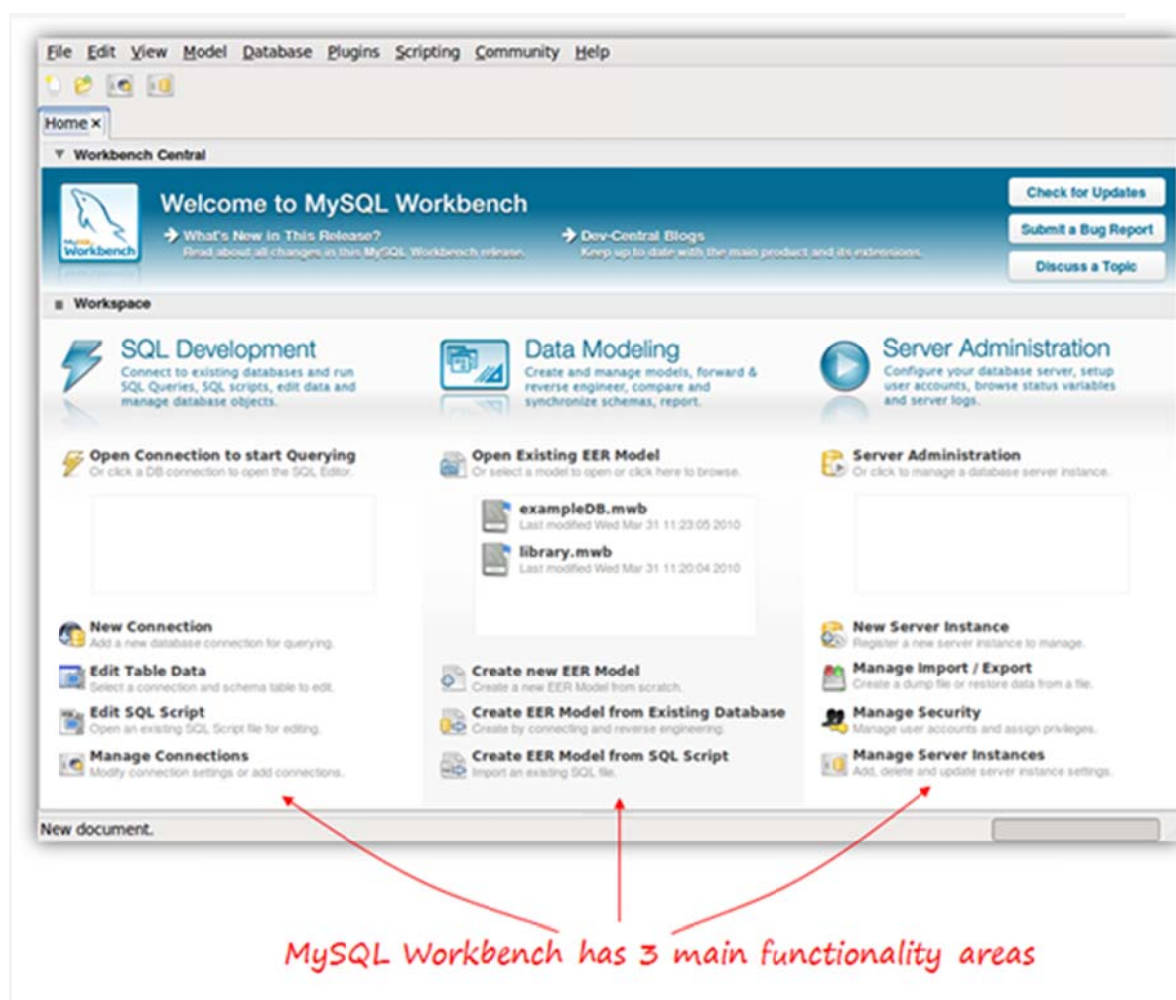 File Edit View Model Database Plugins Scripting Community Help
Home ×
Workbench Central
MySQL
Workbench
Welcome to MySQL Workbench
What's New in This Release?
Read about all changes in this MySQL Workbench release.
Dev-Central Blogs
Keep up to date with the main product and its extensions.
Check for Updates
Submit a Bug Report
Discuss a Topic
Workspace
SQL Development
Connect to existing databases and run
SQL Queries, SQL scripts, edit data and
manage database objects.
Open Connection to start Querying
Or click a DB connection to open the SQL Editor.
New Connection
Add a new database connection for querying.
Edit Table Data
Select a connection and schema table to edit.
Edit SQL Script
Open an existing SQL Script file for editing.
Manage Connections
Modify connection settings or add connections.
Data Modeling
Create and manage models, forward &
reverse engineer, compare and
synchronize schemas, report.
Open Existing EER Model
Or select a model to open or click here to browse.
exampleDB.mwb
Last modified Wed Mar 31 11:23:05 2010
library.mwb
Last modified Wed Mar 31 11:20:04 2010
Create new EER Model
Create a new EER Model from scratch.
Create EER Model from Existing Database
Create by connecting and reverse engineering.
Create EER Model from SQL Script
Import an existing SQL file.
Server Administration
Configure your database server, setup
user accounts, browse status variables
and server logs.
Server Administration
Or click to manage a database server instance.
New Server Instance
Register a new server instance to manage.
Manage Import / Export
Create a dump file or restore data from a file.
Manage Security
Manage user accounts and assign privileges.
Manage Server Instances
Add, delete and update server instance settings.
New document.
MySQL Workbench has 3 main functionality areas